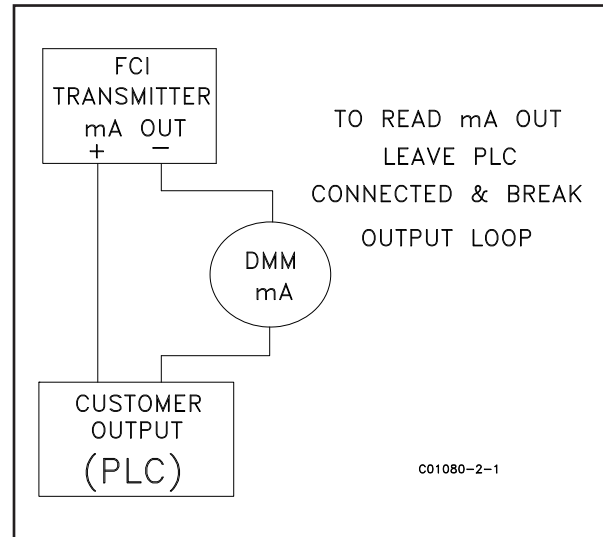 FCI
TRANSMITTER
mA OUT
+ −
TO READ mA OUT
LEAVE PLC
CONNECTED & BREAK
OUTPUT LOOP
DMM
mA
CUSTOMER
OUTPUT
(PLC)
C01080-2-1